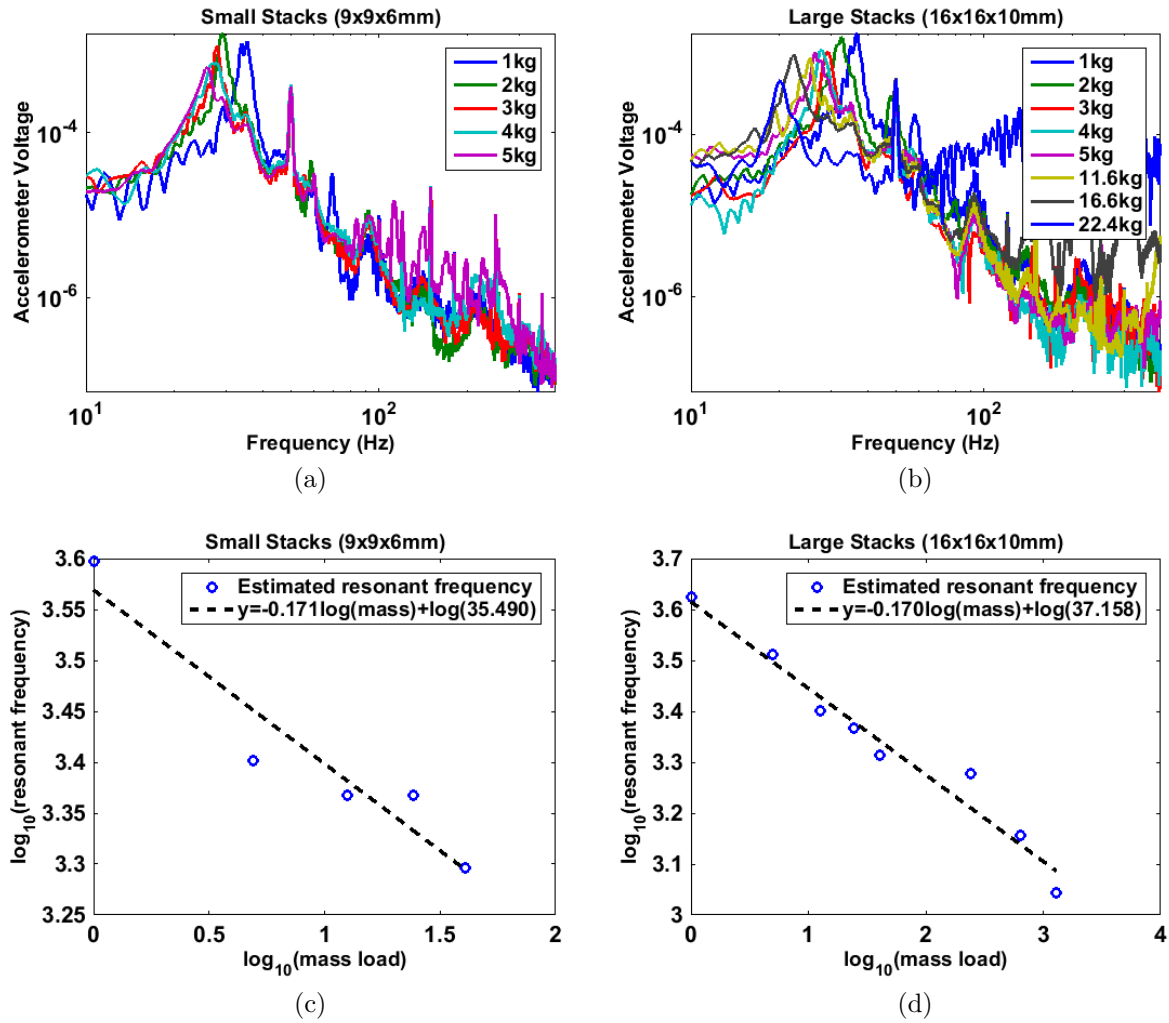 Small Stacks (9x9x6mm)
Accelerometer Voltage
10^-4
10^-6
1kg
2kg
3kg
4kg
5kg
10^1
10^2
Frequency (Hz)
(a)
Large Stacks (16x16x10mm)
Accelerometer Voltage
10^-4
10^-6
1kg
2kg
3kg
4kg
5kg
11.6kg
16.6kg
22.4kg
10^1
10^2
Frequency (Hz)
(b)
Small Stacks (9x9x6mm)
log_10(resonant frequency)
3.6
3.55
3.5
3.45
3.4
3.35
3.3
3.25
Estimated resonant frequency
y=-0.171log(mass)+log(35.490)
0 0.5 1 1.5 2
log_10(mass load)
(c)
Large Stacks (16x16x10mm)
log_10(resonant frequency)
3.7
3.6
3.5
3.4
3.3
3.2
3.1
3
Estimated resonant frequency
y=-0.170log(mass)+log(37.158)
0 1 2 3 4
log_10(mass load)
(d)